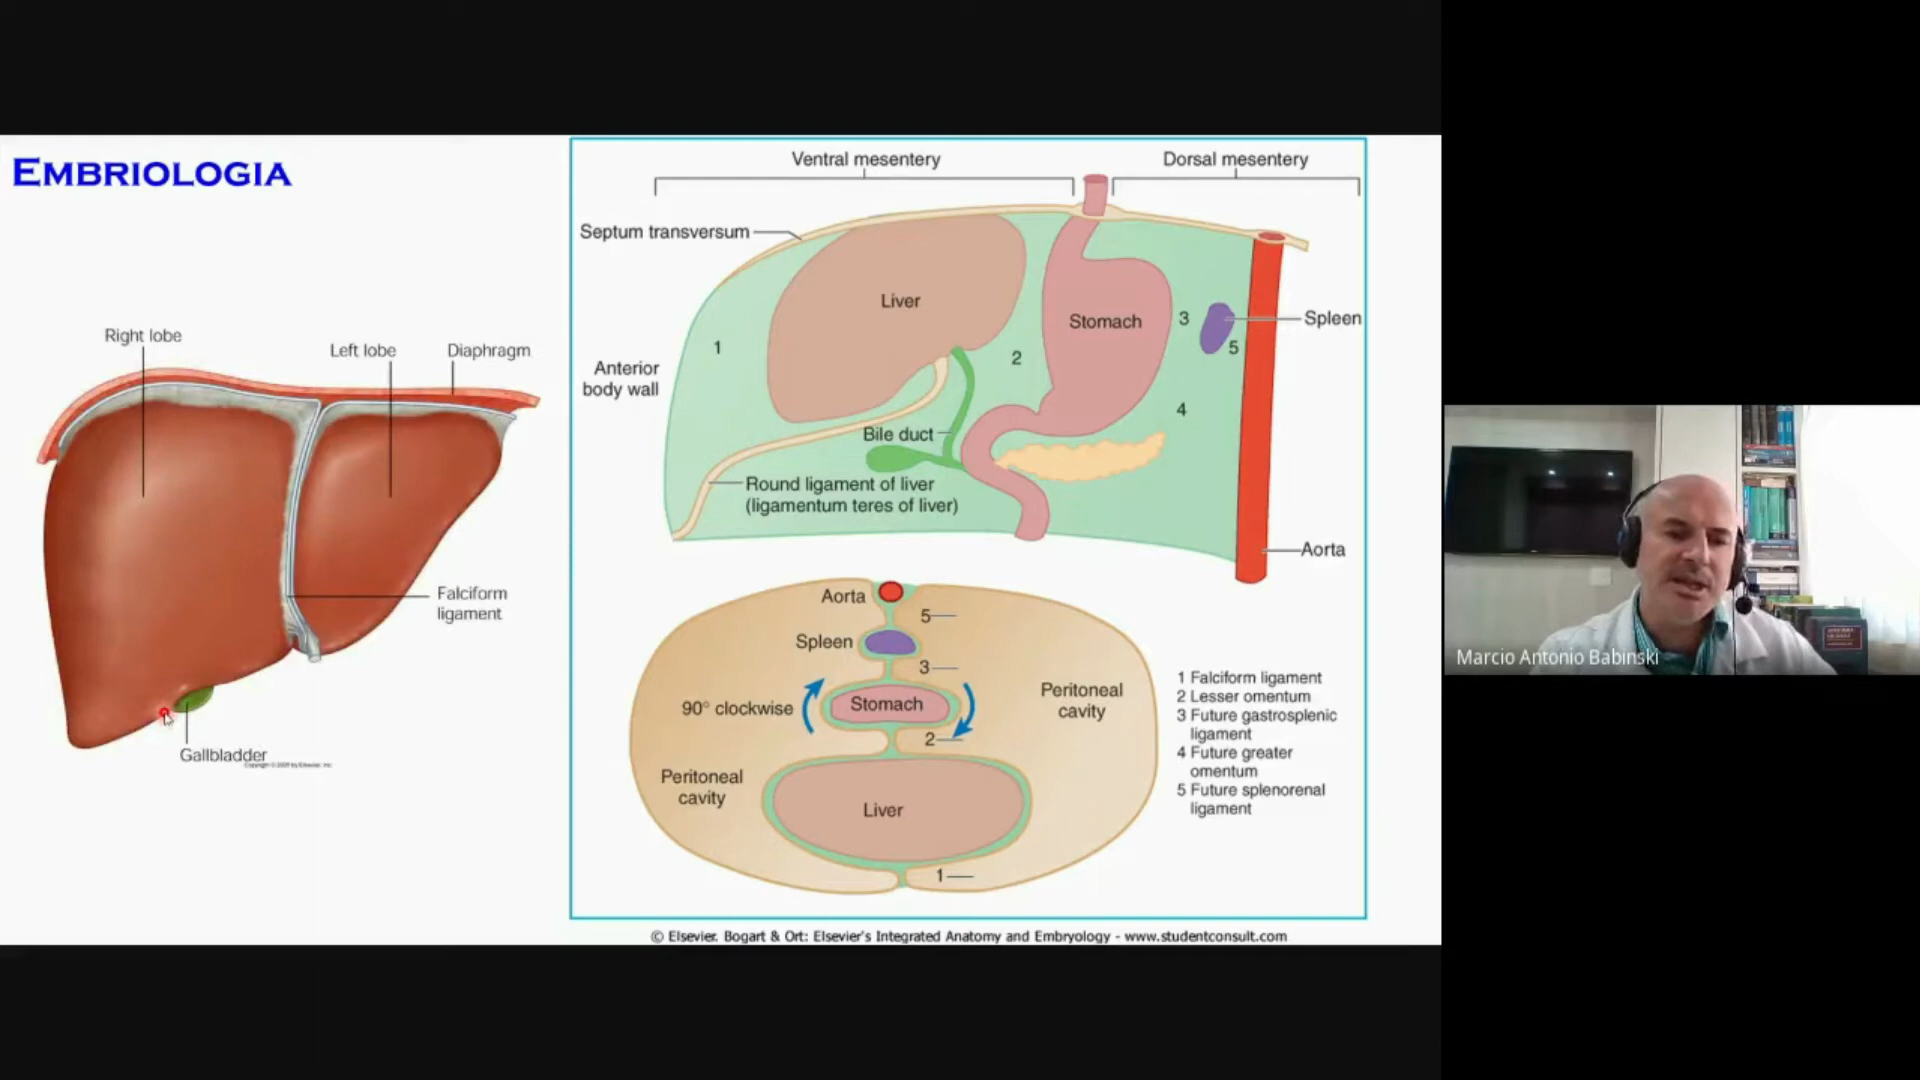 EMBRIOLOGIA
Right lobe
Left lobe
Diaphragm
Falciform
ligament
Gallbladder
Ventral mesentery
Dorsal mesentery
Septum transversum
Liver
Stomach
3
Spleen
5
1
2
Anterior
body wall
4
Bile duct
Round ligament of liver
(ligamentum teres of liver)
Aorta
Aorta
5
Spleen
3
90° clockwise
Stomach
2
Peritoneal
cavity
Peritoneal
cavity
Liver
1
1 Falciform ligament
2 Lesser omentum
3 Future gastrosplenic
ligament
4 Future greater
omentum
5 Future splenorenal
ligament
© Elsevier. Bogart & Ort: Elsevier's Integrated Anatomy and Embryology - www.studentconsult.com
Marcio Antonio Babinski